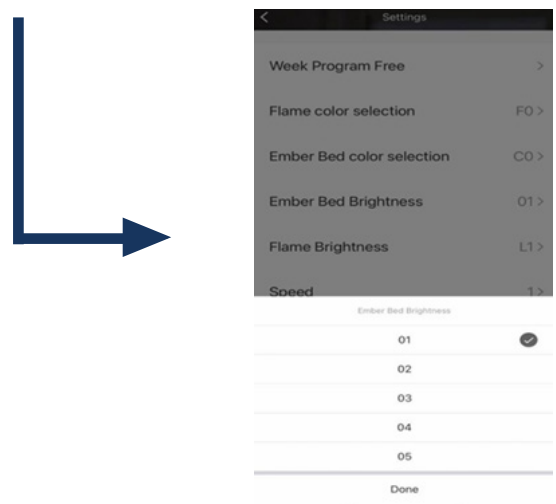 Settings
Week Program Free >
Flame color selection F0 >
Ember Bed color selection C0 >
Ember Bed Brightness 01 >
Flame Brightness L1 >
Speed 1 >
Ember Bed Brightness
01
02
03
04
05
Done